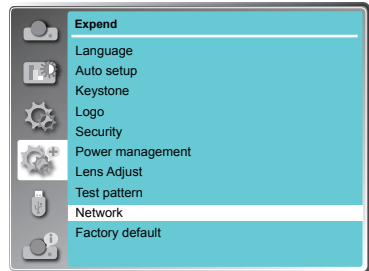 Expend
Language
Auto setup
Keystone
Logo
Security
Power management
Lens Adjust
Test pattern
Network
Factory default